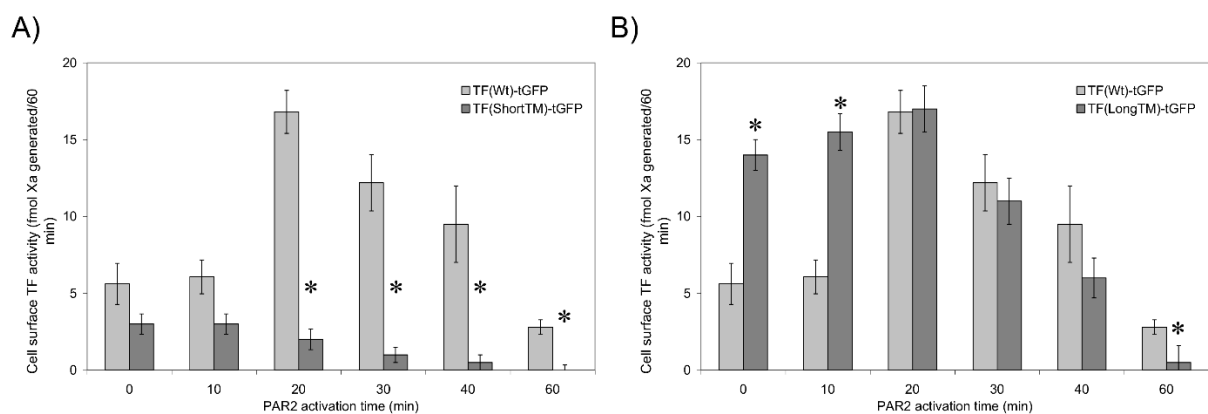 A)
20
15
10
5
0
Cell surface TF activity (fmol Xa generated/60
min)
TF(Wt)-tGFP
TF(ShortTM)-tGFP
*
*
*
*
0 10 20 30 40 60
PAR2 activation time (min)
B)
20
15
10
5
0
Cell surface TF activity (fmol Xa generated/60
min)
TF(Wt)-tGFP
TF(LongTM)-tGFP
*
*
*
0 10 20 30 40 60
PAR2 activation time (min)